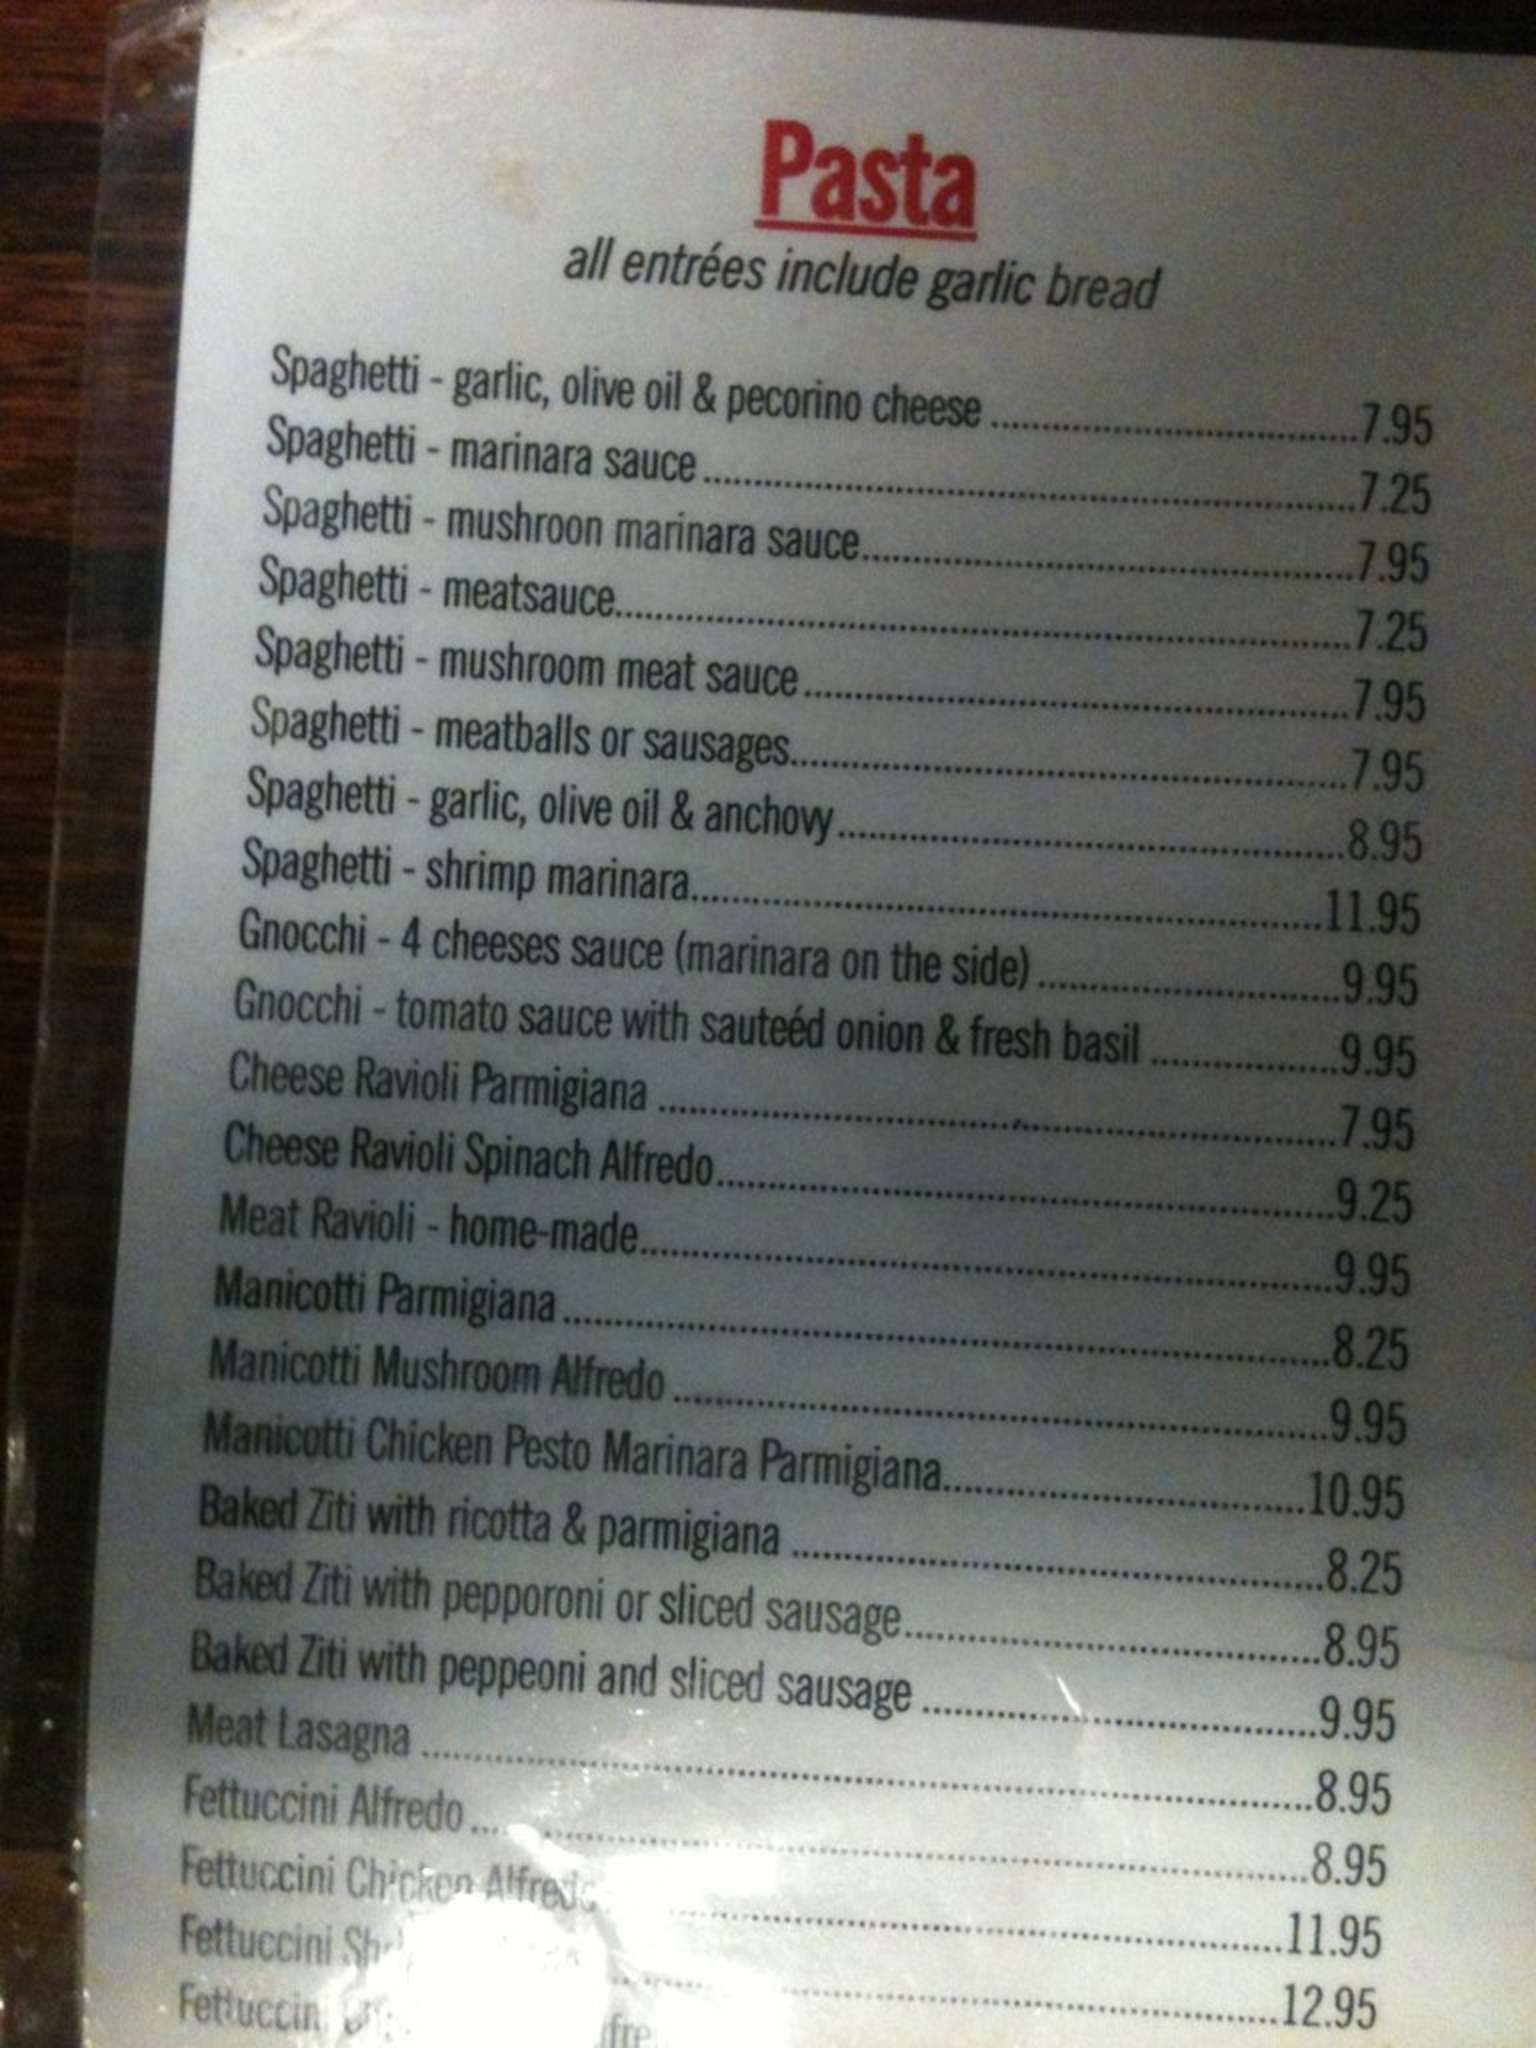 Pasta
all entrées include garlic bread
Spaghetti - garlic, olive oil & pecorino cheese ........ 7.95
Spaghetti - marinara sauce ........ 7.25
Spaghetti - mushroon marinara sauce ........ 7.95
Spaghetti - meatsauce ........ 7.25
Spaghetti - mushroom meat sauce ........ 7.95
Spaghetti - meatballs or sausages ........ 7.95
Spaghetti - garlic, olive oil & anchovy ........ 8.95
Spaghetti - shrimp marinara ........ 11.95
Gnocchi - 4 cheeses sauce (marinara on the side) ........ 9.95
Gnocchi - tomato sauce with sauteéd onion & fresh basil ........ 9.95
Cheese Ravioli Parmigiana ........ 7.95
Cheese Ravioli Spinach Alfredo ........ 9.25
Meat Ravioli - home-made ........ 9.95
Manicotti Parmigiana ........ 8.25
Manicotti Mushroom Alfredo ........ 9.95
Manicotti Chicken Pesto Marinara Parmigiana ........ 10.95
Baked Ziti with ricotta & parmigiana ........ 8.25
Baked Ziti with pepporoni or sliced sausage ........ 8.95
Baked Ziti with peppeoni and sliced sausage ........ 9.95
Meat Lasagna ........ 8.95
Fettuccini Alfredo ........ 8.95
Fettuccini Chicken Alfredo ........ 11.95
Fettuccini ........ 12.95
Fettuccini